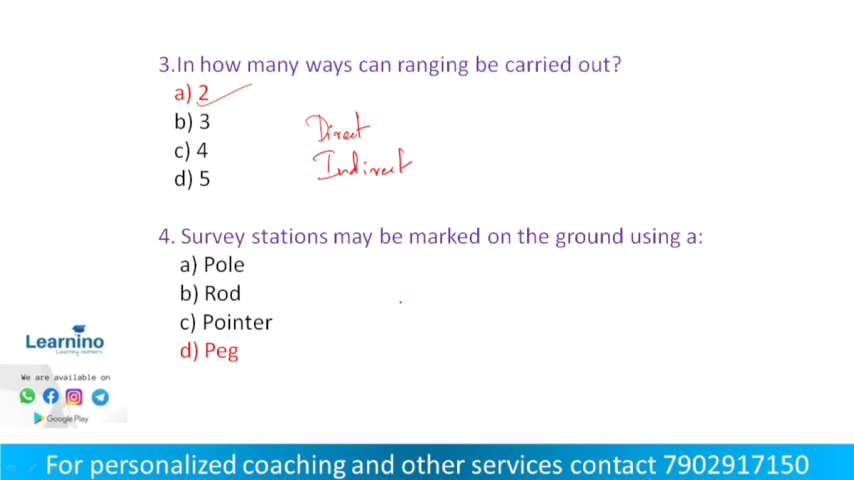 3.In how many ways can ranging be carried out?
a) 2
b) 3
c) 4
d) 5
Direct
Indirect
4. Survey stations may be marked on the ground using a:
a) Pole
b) Rod
c) Pointer
d) Peg
Learnino
Learning matters
We are available on
Google Play
For personalized coaching and other services contact 7902917150